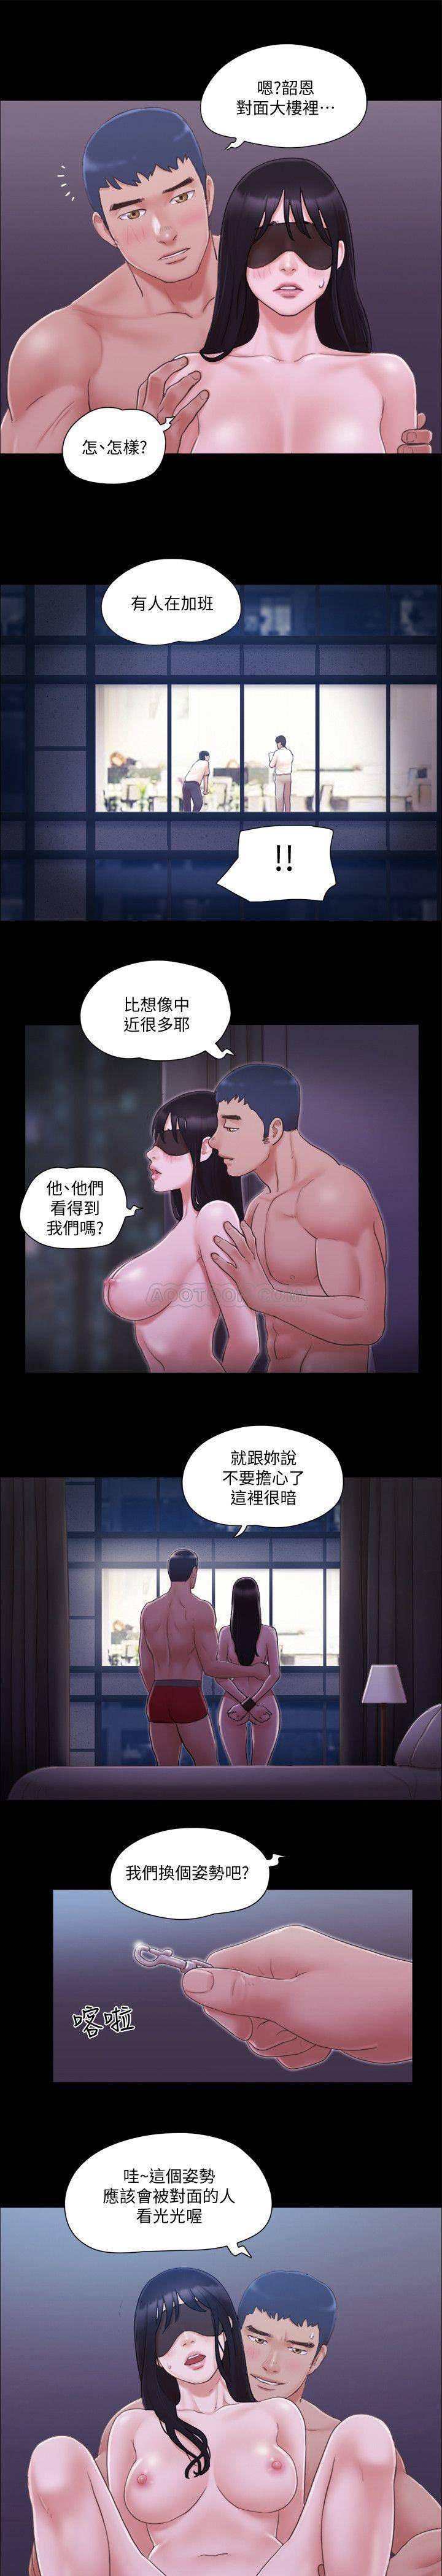 嗯?韶恩
對面大樓裡⋯
怎、怎樣?
有人在加班
!!
比想像中
近很多耶
他、他們
看得到
我們嗎?
就跟妳說
不要擔心了
這裡很暗
我們換個姿勢吧?
喀啦
哇~這個姿勢
應該會被對面的人
看光光喔